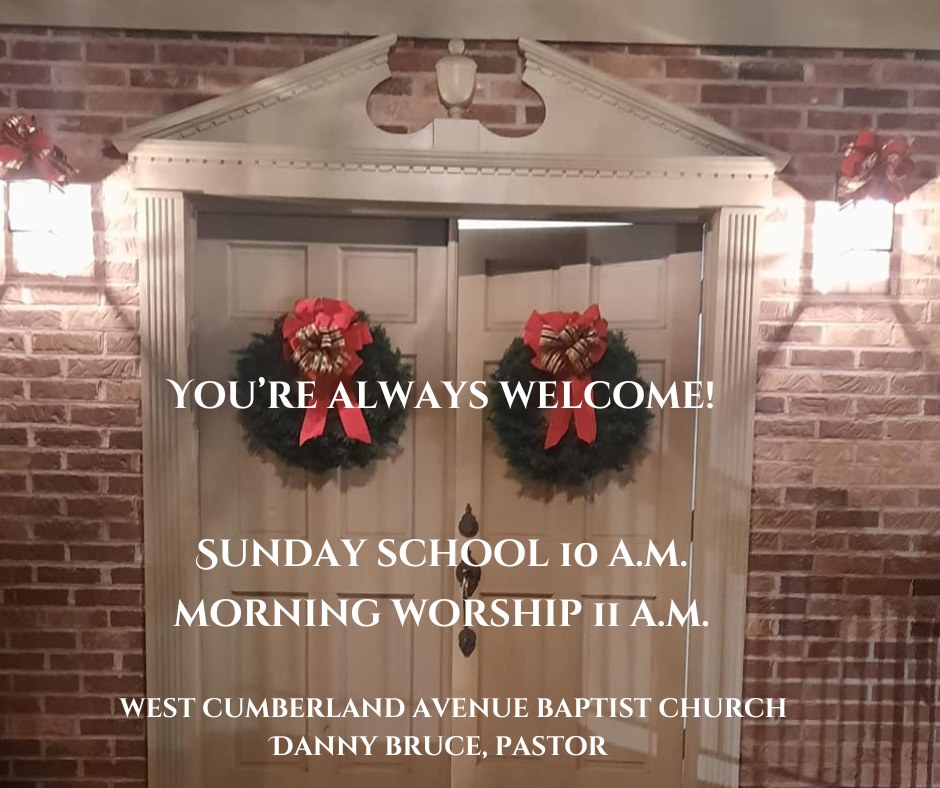 You're always welcome!
Sunday school 10 a.m.
morning worship 11 a.m.
west cumberland avenue Baptist church
Danny Bruce, pastor